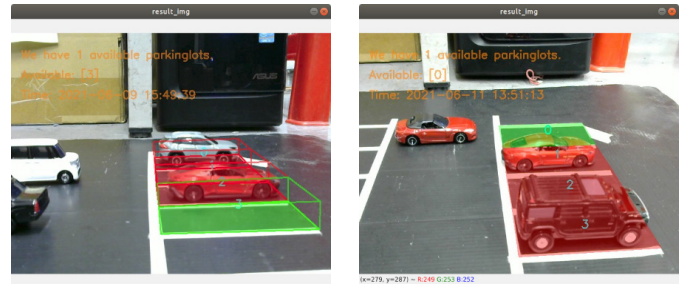 result_img
We have 1 available parkinglots.
Available: [3]
Time: 2021-06-09 15:48:39
ASUS
2
3
result_img
We have 1 available parkinglots.
Available: [0]
Time: 2021-06-11 13:51:13
0
1
2
3
(x=279, y=287) ~ R:249 G:253 B:252